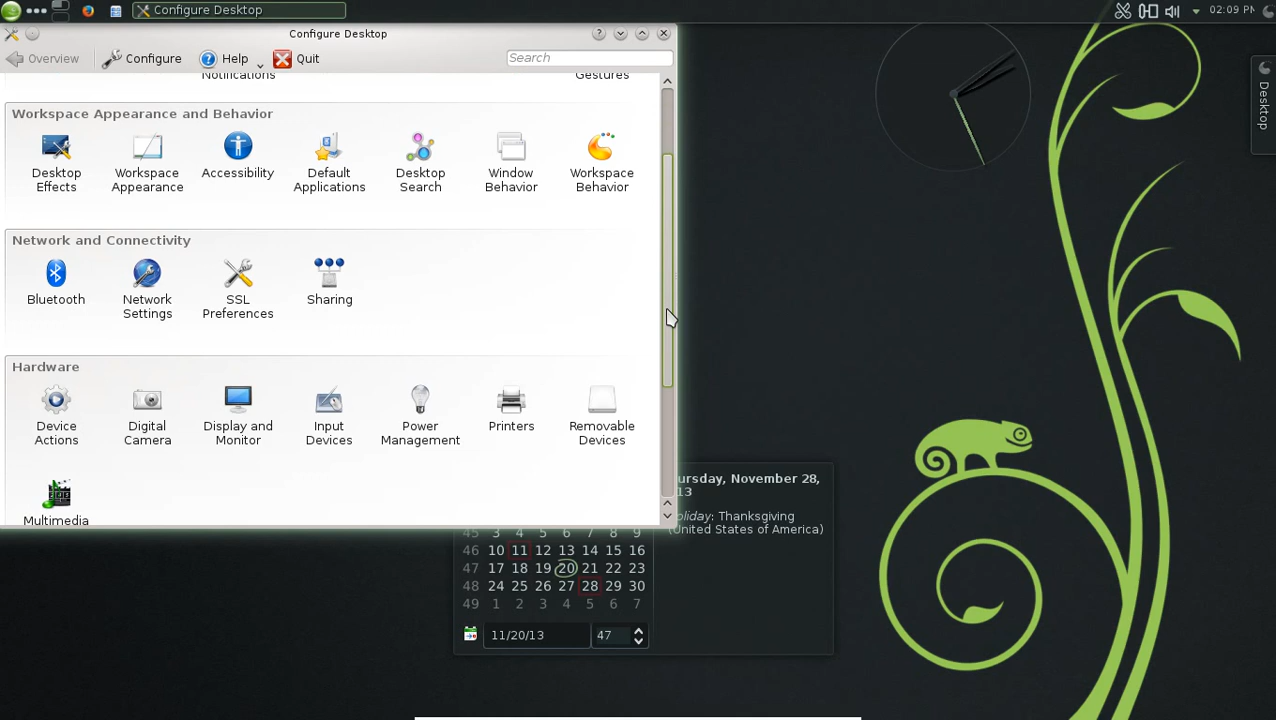 Configure Desktop
02:09 PM
Configure Desktop
Overview
Configure
Help
Quit
Search
Notifications
Gestures
Desktop
Workspace Appearance and Behavior
Desktop
Effects
Workspace
Appearance
Accessibility
Default
Applications
Desktop
Search
Window
Behavior
Workspace
Behavior
Network and Connectivity
Bluetooth
Network
Settings
SSL
Preferences
Sharing
Hardware
Device
Actions
Digital
Camera
Display and
Monitor
Input
Devices
Power
Management
Printers
Removable
Devices
Multimedia
ursday, November 28,
13
oliday: Thanksgiving
(United States of America)
45 3 4 5 6 7 8 9
46 10 11 12 13 14 15 16
47 17 18 19 20 21 22 23
48 24 25 26 27 28 29 30
49 1 2 3 4 5 6 7
11/20/13
47